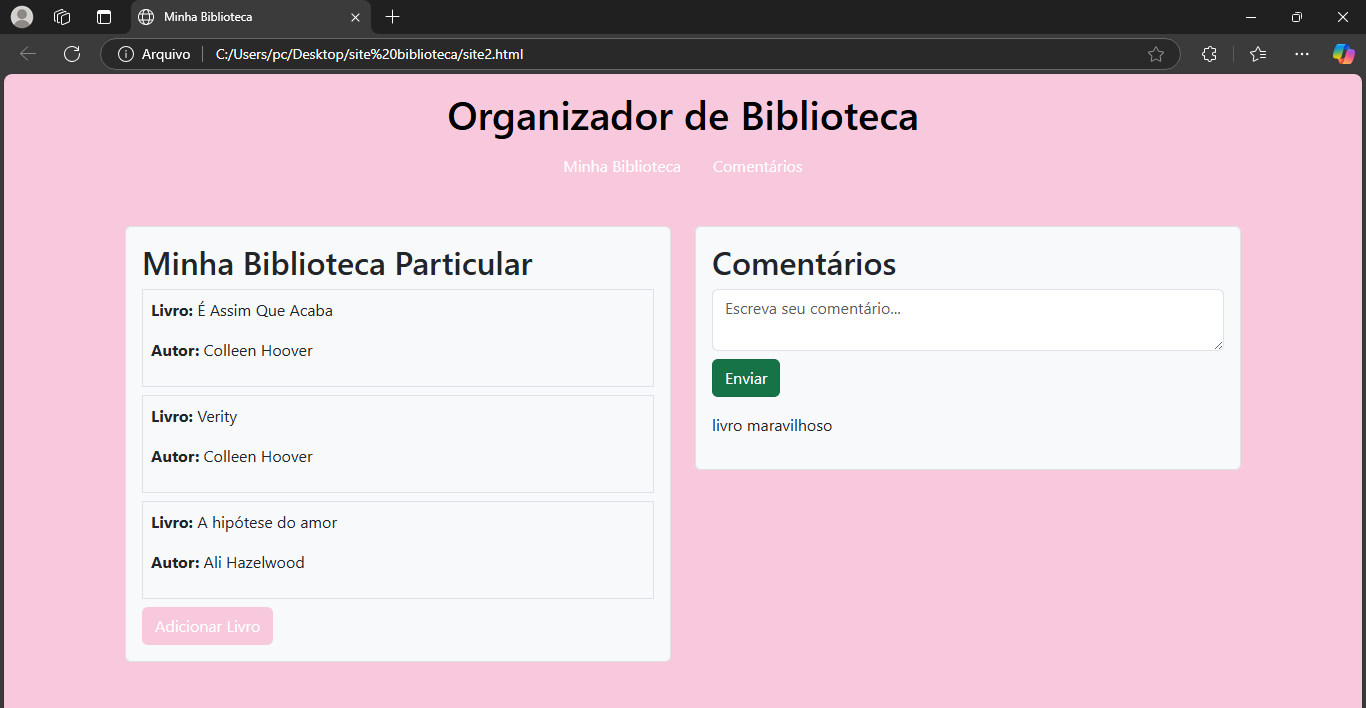 Minha Biblioteca
Arquivo
C:/Users/pc/Desktop/site%20biblioteca/site2.html
Organizador de Biblioteca
Minha Biblioteca Comentários
Minha Biblioteca Particular
Livro: É Assim Que Acaba
Autor: Colleen Hoover
Livro: Verity
Autor: Colleen Hoover
Livro: A hipótese do amor
Autor: Ali Hazelwood
Adicionar Livro
Comentários
Escreva seu comentário...
Enviar
livro maravilhoso